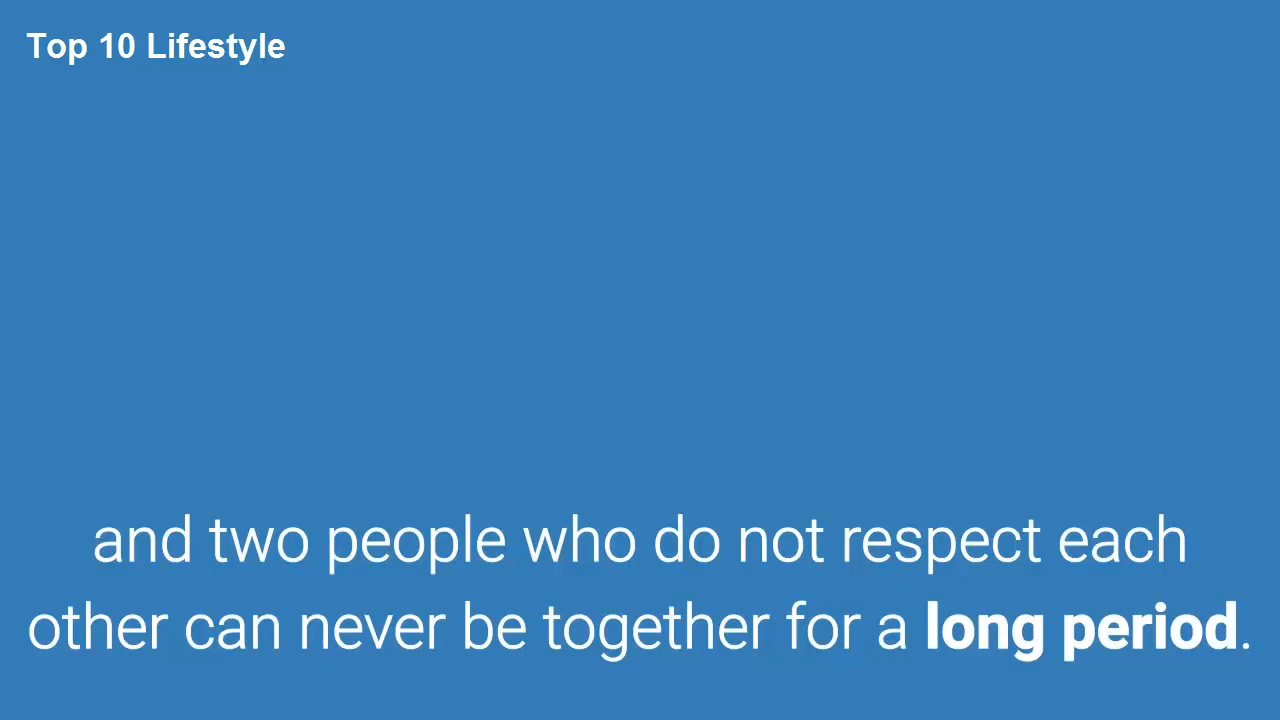 Top 10 Lifestyle
and two people who do not respect each
other can never be together for a long period.